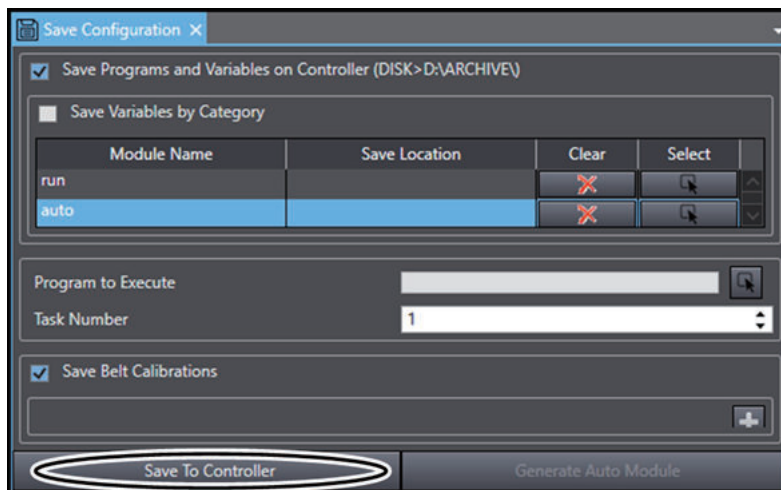 Save Configuration
Save Programs and Variables on Controller (DISK>D:\ARCHIVE\)
Save Variables by Category
Module Name Save Location Clear Select
run
auto
Program to Execute
Task Number 1
Save Belt Calibrations
Save To Controller Generate Auto Module